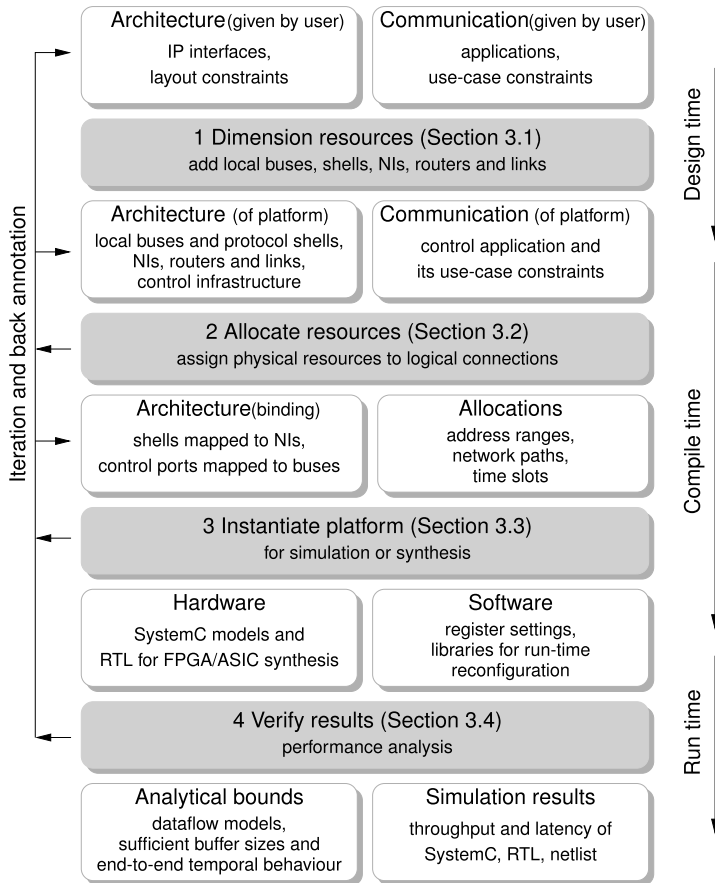 Architecture(given by user)
IP interfaces,
layout constraints
Communication(given by user)
applications,
use-case constraints
1 Dimension resources (Section 3.1)
add local buses, shells, NIs, routers and links
Architecture (of platform)
local buses and protocol shells,
NIs, routers and links,
control infrastructure
Communication (of platform)
control application and
its use-case constraints
2 Allocate resources (Section 3.2)
assign physical resources to logical connections
Architecture(binding)
shells mapped to NIs,
control ports mapped to buses
Allocations
address ranges,
network paths,
time slots
3 Instantiate platform (Section 3.3)
for simulation or synthesis
Hardware
SystemC models and
RTL for FPGA/ASIC synthesis
Software
register settings,
libraries for run-time
reconfiguration
4 Verify results (Section 3.4)
performance analysis
Analytical bounds
dataflow models,
sufficient buffer sizes and
end-to-end temporal behaviour
Simulation results
throughput and latency of
SystemC, RTL, netlist
Iteration and back annotation
Design time
Compile time
Run time